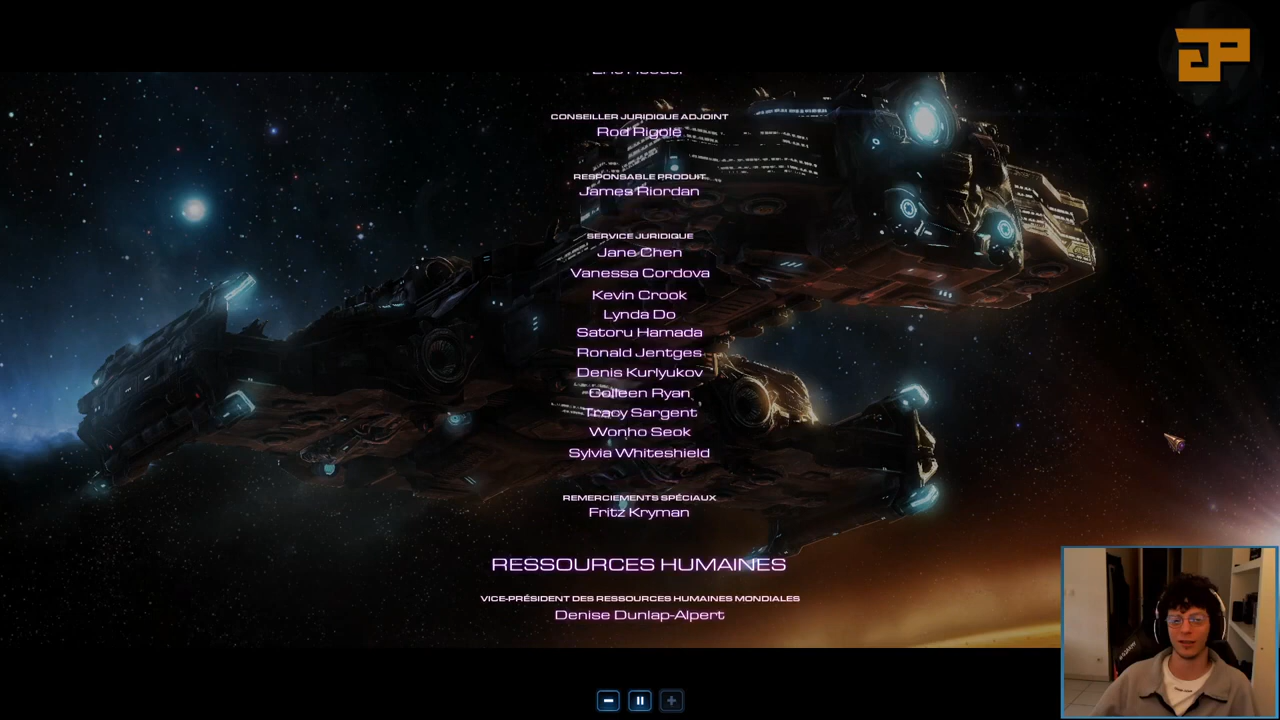 CONSEILLER JURIDIQUE ADJOINT
Rod Rigole
RESPONSABLE PRODUIT
James Riordan
SERVICE JURIDIQUE
Jane Chen
Vanessa Cordova
Kevin Crook
Lynda Do
Satoru Hamada
Ronald Jentges
Denis Kurlyukov
Colleen Ryan
Tracy Sargent
Wonho Seok
Sylvia Whiteshield
REMERCIEMENTS SPÉCIAUX
Fritz Kryman
RESSOURCES HUMAINES
VICE-PRÉSIDENT DES RESSOURCES HUMAINES MONDIALES
Denise Dunlap-Alpert